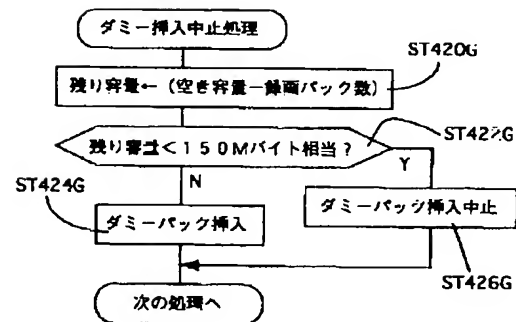 ダミー挿入中止処理
ST420G
残り容量←(空き容量ー録画パック数)
ST422G
残り容量<150Mバイト相当?
Y
N
ST424G
ダミーパック挿入
ダミーパッツ挿入中止
ST426G
次の処理へ